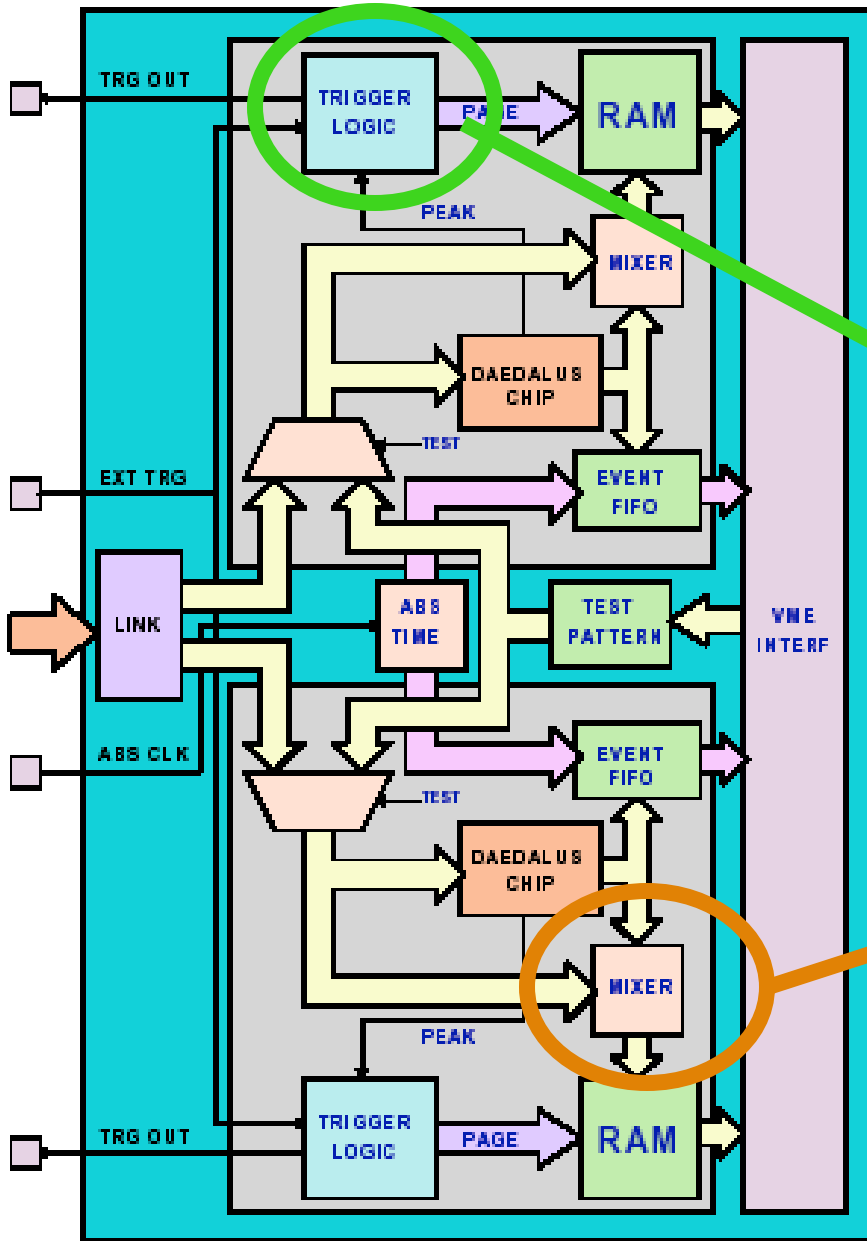 TRG OUT
TRIGGER
LOGIC
PAGE
RAM
PEAK
MIXER
DAEDALUS
CHIP
TEST
EXT TRG
EVENT
FIFO
LINK
ABS
TIME
TEST
PATTERN
VME
INTERF
ABS CLK
EVENT
FIFO
TEST
DAEDALUS
CHIP
MIXER
PEAK
TRG OUT
TRIGGER
LOGIC
PAGE
RAM